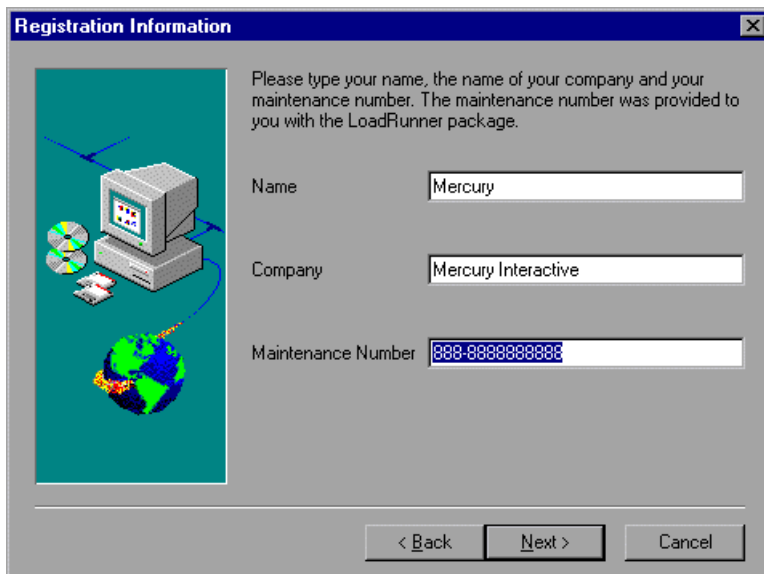 Registration Information
Please type your name, the name of your company and your
maintenance number. The maintenance number was provided to
you with the LoadRunner package.
Name Mercury
Company Mercury Interactive
Maintenance Number 888-8888888888
< Back Next > Cancel